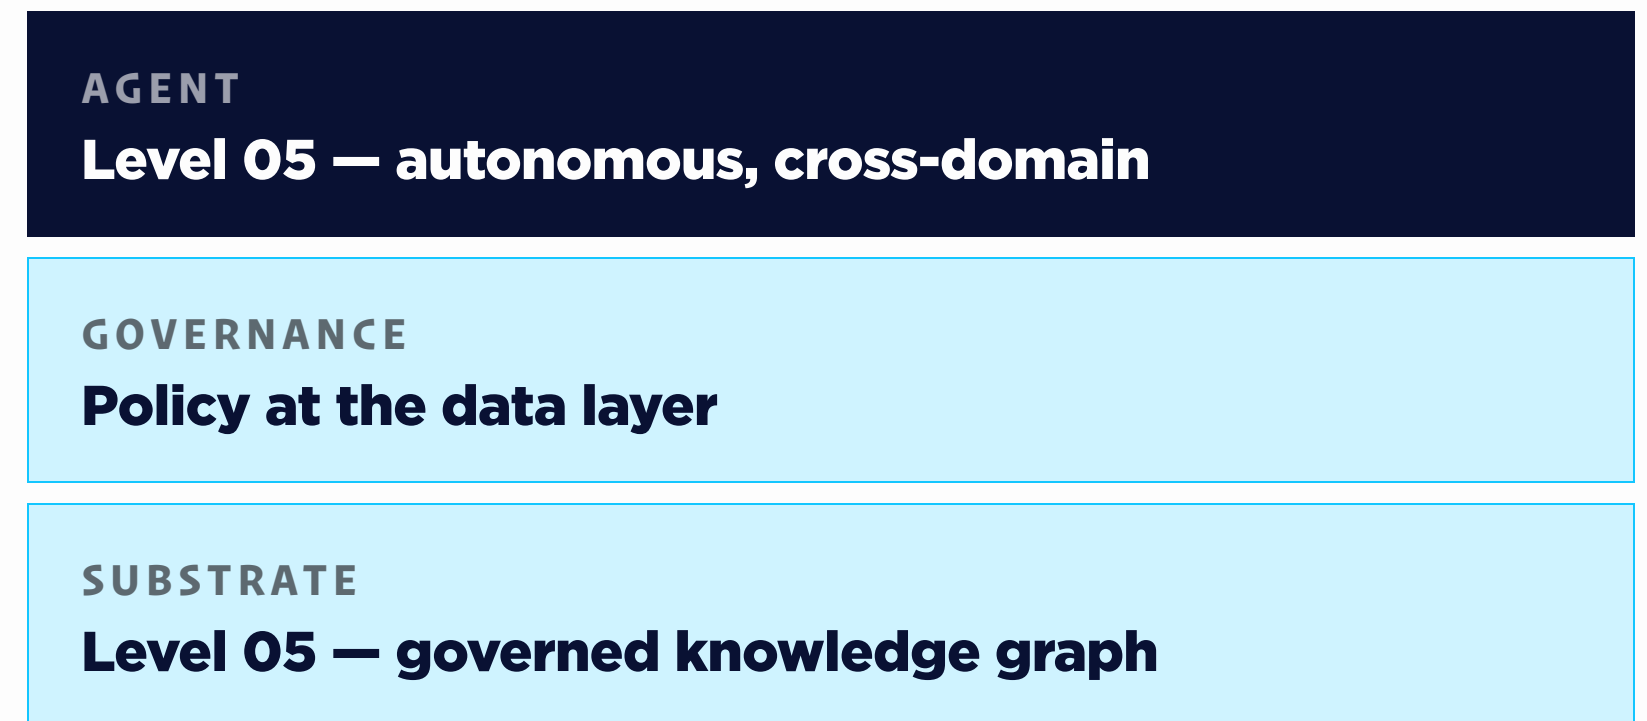 AGENT
Level 05 — autonomous, cross-domain
GOVERNANCE
Policy at the data layer
SUBSTRATE
Level 05 — governed knowledge graph